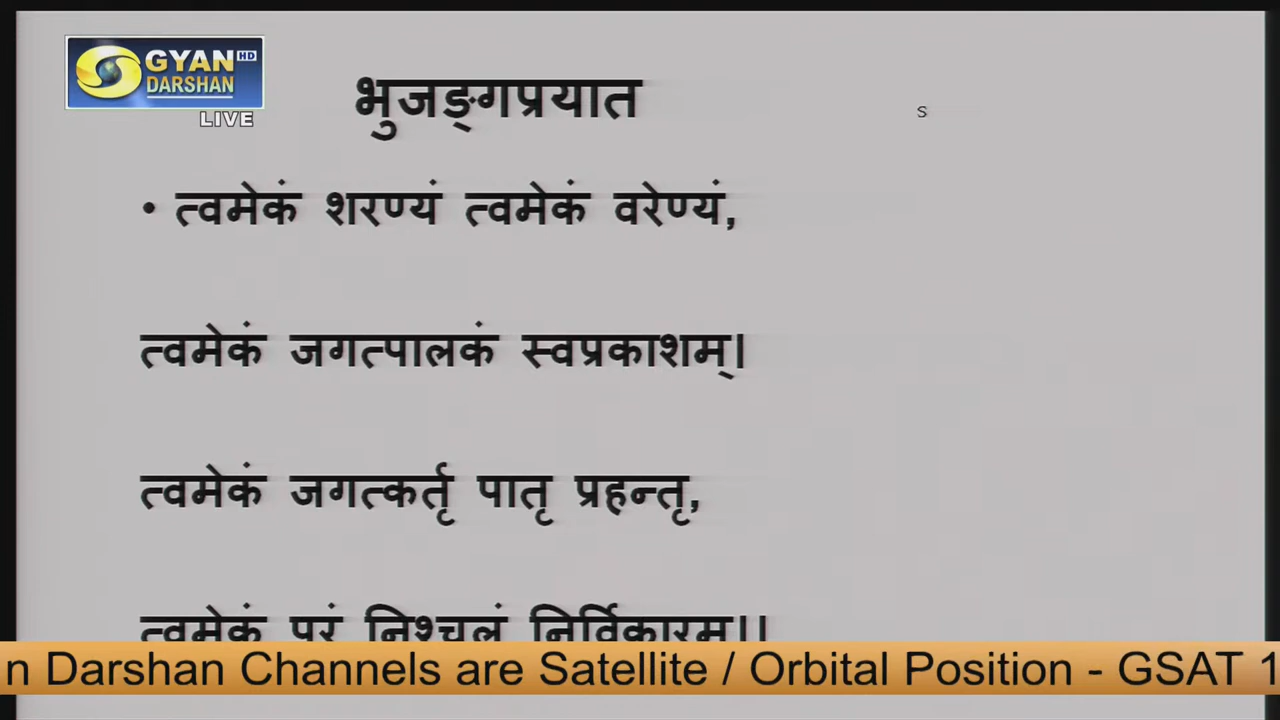 GYAN HD
DARSHAN
LIVE
भुजङ्गप्रयात
s
• त्वमेकं शरण्यं त्वमेकं वरेण्यं,
त्वमेकं जगत्पालकं स्वप्रकाशम्।
त्वमेकं जगत्कर्तृ पातृ प्रहन्तृ,
त्वमेकं परं निश्चलं निर्विकारम।।
n Darshan Channels are Satellite / Orbital Position - GSAT 1